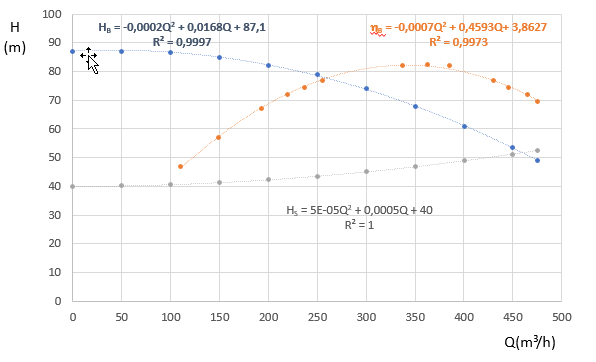 H
(m)
H_B = -0,0002Q² + 0,0168Q + 87,1
R² = 0,9997
η_B = -0,0007Q² + 0,4593Q + 3,8627
R² = 0,9973
100
90
80
70
60
50
40
30
20
10
0
H_S = 5E-05Q² + 0,0005Q + 40
R² = 1
0 50 100 150 200 250 300 350 400 450 500
Q(m³/h)